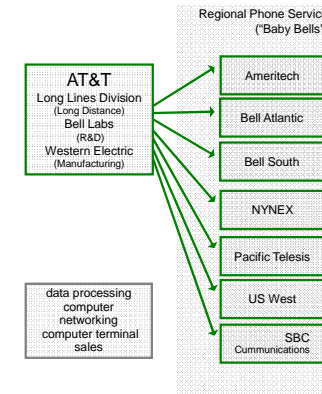 Regional Phone Servic
("Baby Bells"
AT&T
Long Lines Division
(Long Distance)
Bell Labs
(R&D)
Western Electric
(Manufacturing)
Ameritech
Bell Atlantic
Bell South
NYNEX
Pacific Telesis
US West
SBC
Cummunications
data processing
computer
networking
computer terminal
sales